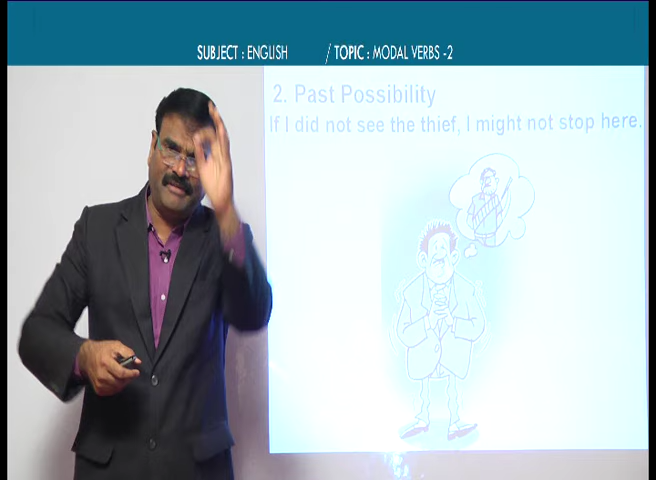 SUBJECT : ENGLISH / TOPIC : MODAL VERBS -2
2. Past Possibility
If I did not see the thief, I might not stop here.